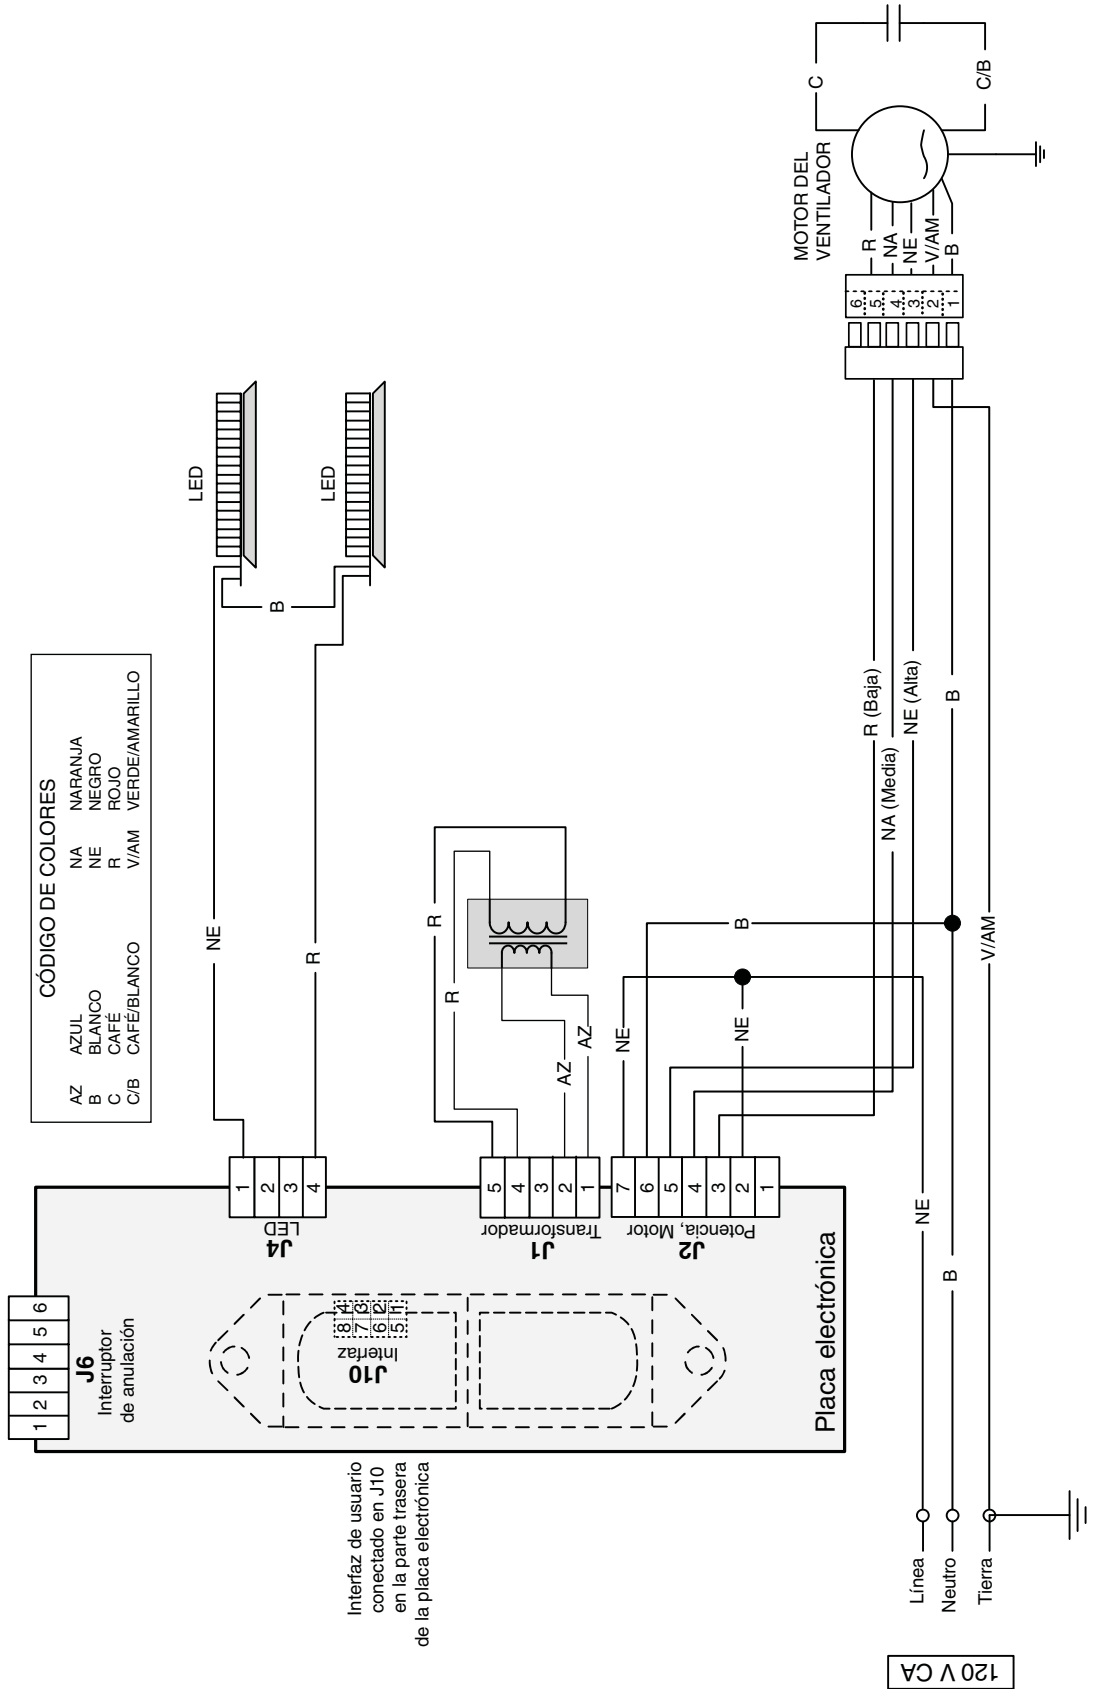 CÓDIGO DE COLORES
AZ AZUL NA NARANJA
B BLANCO NE NEGRO
C CAFÉ R ROJO
C/B CAFÉ/BLANCO V/AM VERDE/AMARILLO
LED
LED
NE
B
R
C
C/B
MOTOR DEL
VENTILADOR
R
NA
NE
V/AM
B
6
5
4
3
2
1
R
R
AZ
AZ
NE
B
NE
R (Baja)
NA (Media)
NE (Alta)
B
V/AM
NE
B
1 2 3 4 5 6
J6
Interruptor
de anulación
1
2
3
4
LED
J4
5
4
3
2
1
Transformador
J1
7
6
5
4
3
2
1
Potencia, Motor
J2
8 4
7 3
6 2
5 1
Interfaz
J10
Placa electrónica
Interfaz de usuario
conectado en J10
en la parte trasera
de la placa electrónica
Línea
Neutro
Tierra
120 V CA